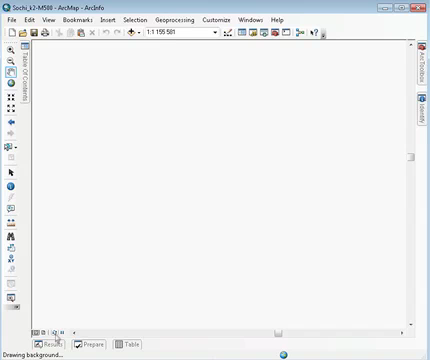 Sochi_k2-M500 - ArcMap - ArcInfo
File Edit View Bookmarks Insert Selection Geoprocessing Customize Windows Help
1:1 155 581
Table Of Contents
ArcToolbox
Identify
XY
Results Prepare Table
Drawing background...